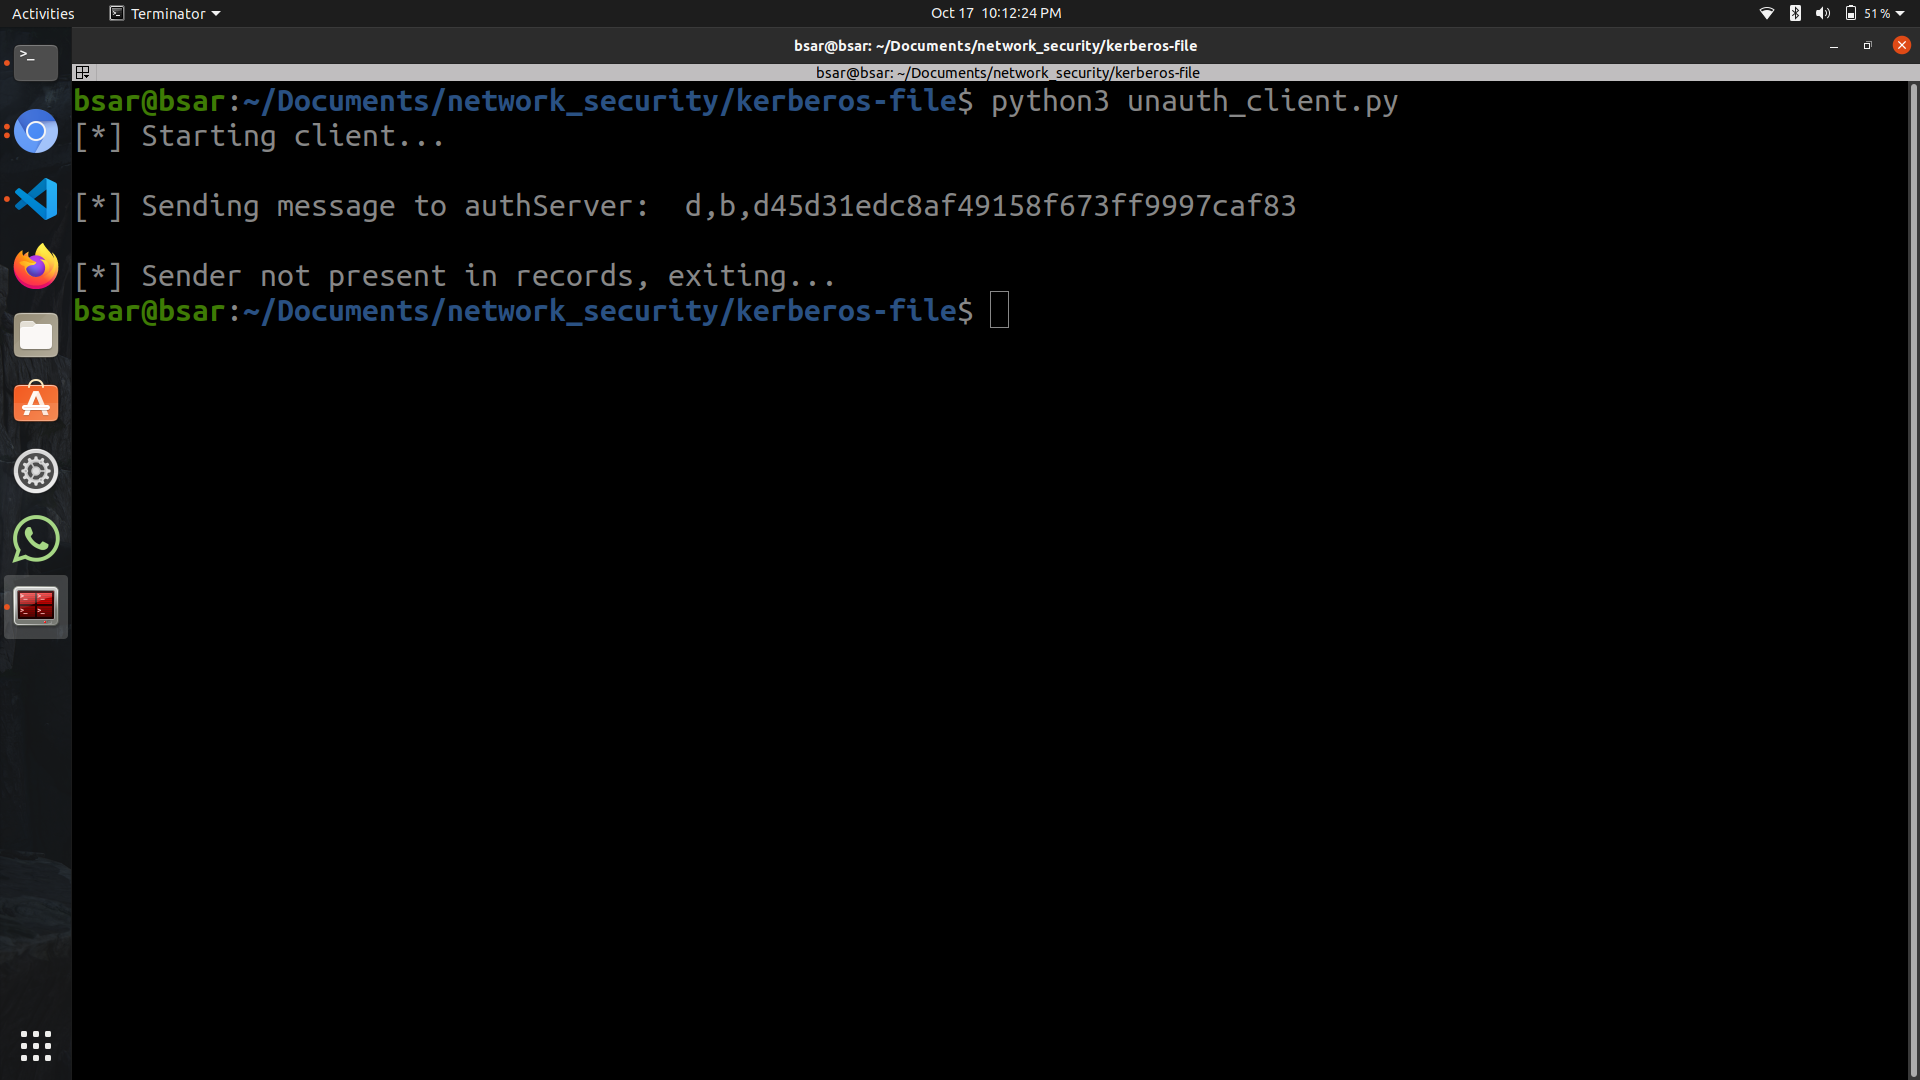 Activities
Terminator
Oct 17 10:12:24 PM
51%
bsar@bsar: ~/Documents/network_security/kerberos-file
bsar@bsar: ~/Documents/network_security/kerberos-file
bsar@bsar:~/Documents/network_security/kerberos-file$ python3 unauth_client.py
[*] Starting client...
[*] Sending message to authServer:  d,b,d45d31edc8af49158f673ff9997caf83
[*] Sender not present in records, exiting...
bsar@bsar:~/Documents/network_security/kerberos-file$